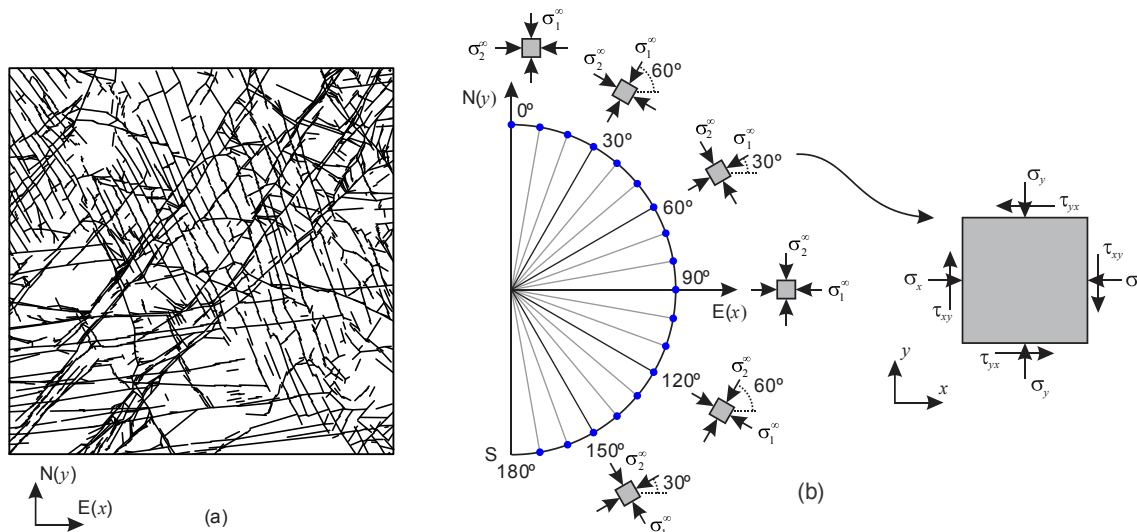 N(y)
E(x)
(a)
σ₁^∞
σ₂^∞
N(y)
0º
σ₂^∞
σ₁^∞
60º
30º
σ₂^∞
σ₁^∞
30º
60º
σ₂^∞
90º
σ₁^∞
E(x)
σ₂^∞
60º
120º
σ₁^∞
S
180º
150º
σ₂^∞
30º
σ₁^∞
(b)
σ_y
τ_yx
τ_xy
σ_x
σ
τ_xy
τ_yx
σ_y
y
x